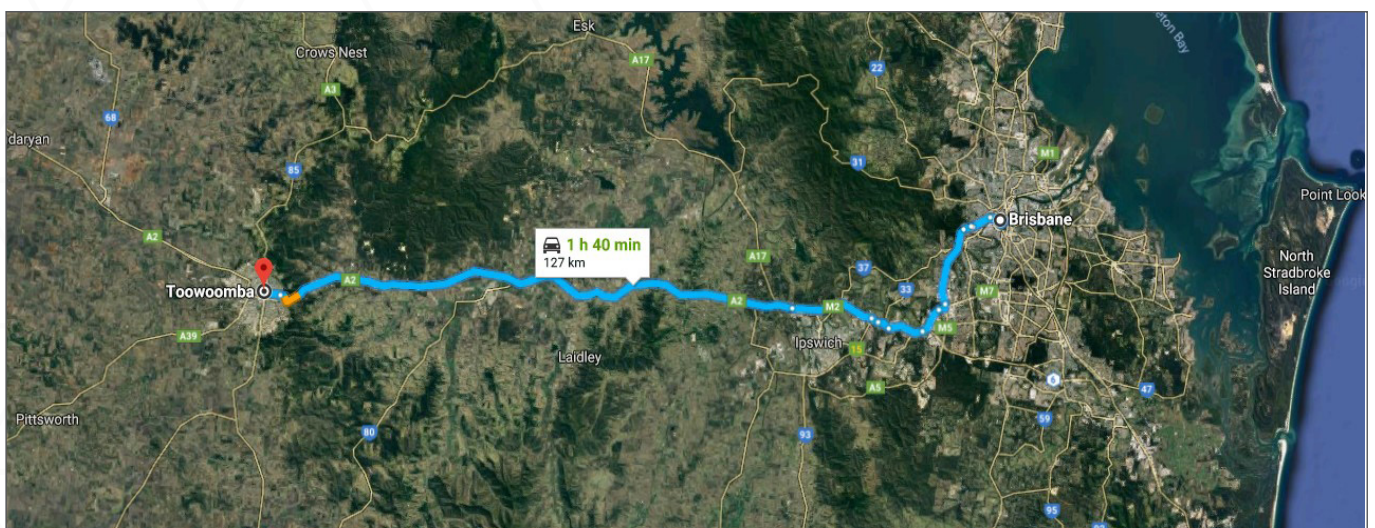 Esk
Crows Nest
A17
22
A3
68
daryan
31
M1
85
Point Look
Brisbane
A2
1 h 40 min
127 km
A17
North
Stradbroke
Island
37
33
M7
A2
Toowoomba
A2
M2
M5
A39
Ipswich
15
Laidley
6
A5
47
Pittsworth
59
80
93
95